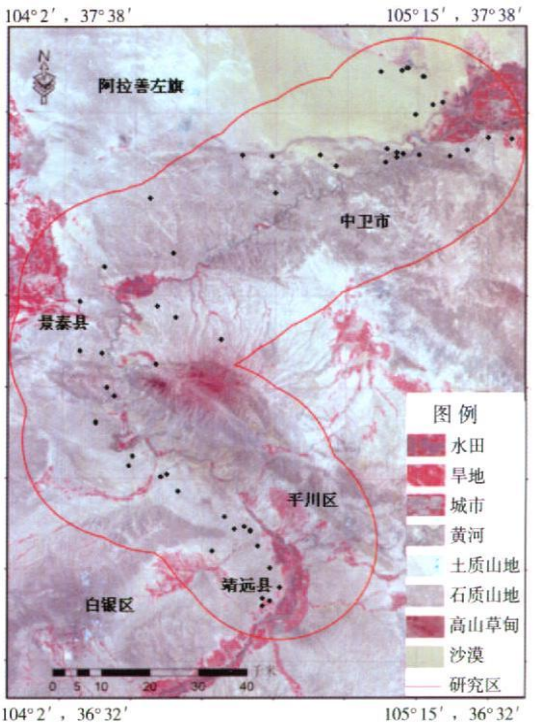 104°2′，37°38′
105°15′，37°38′
N
阿拉善左旗
中卫市
景泰县
图例
水田
旱地
城市
黄河
土质山地
石质山地
高山草甸
沙漠
研究区
平川区
靖远县
白银区
千米
0 5 10 20 30 40
104°2′，36°32′
105°15′，36°32′